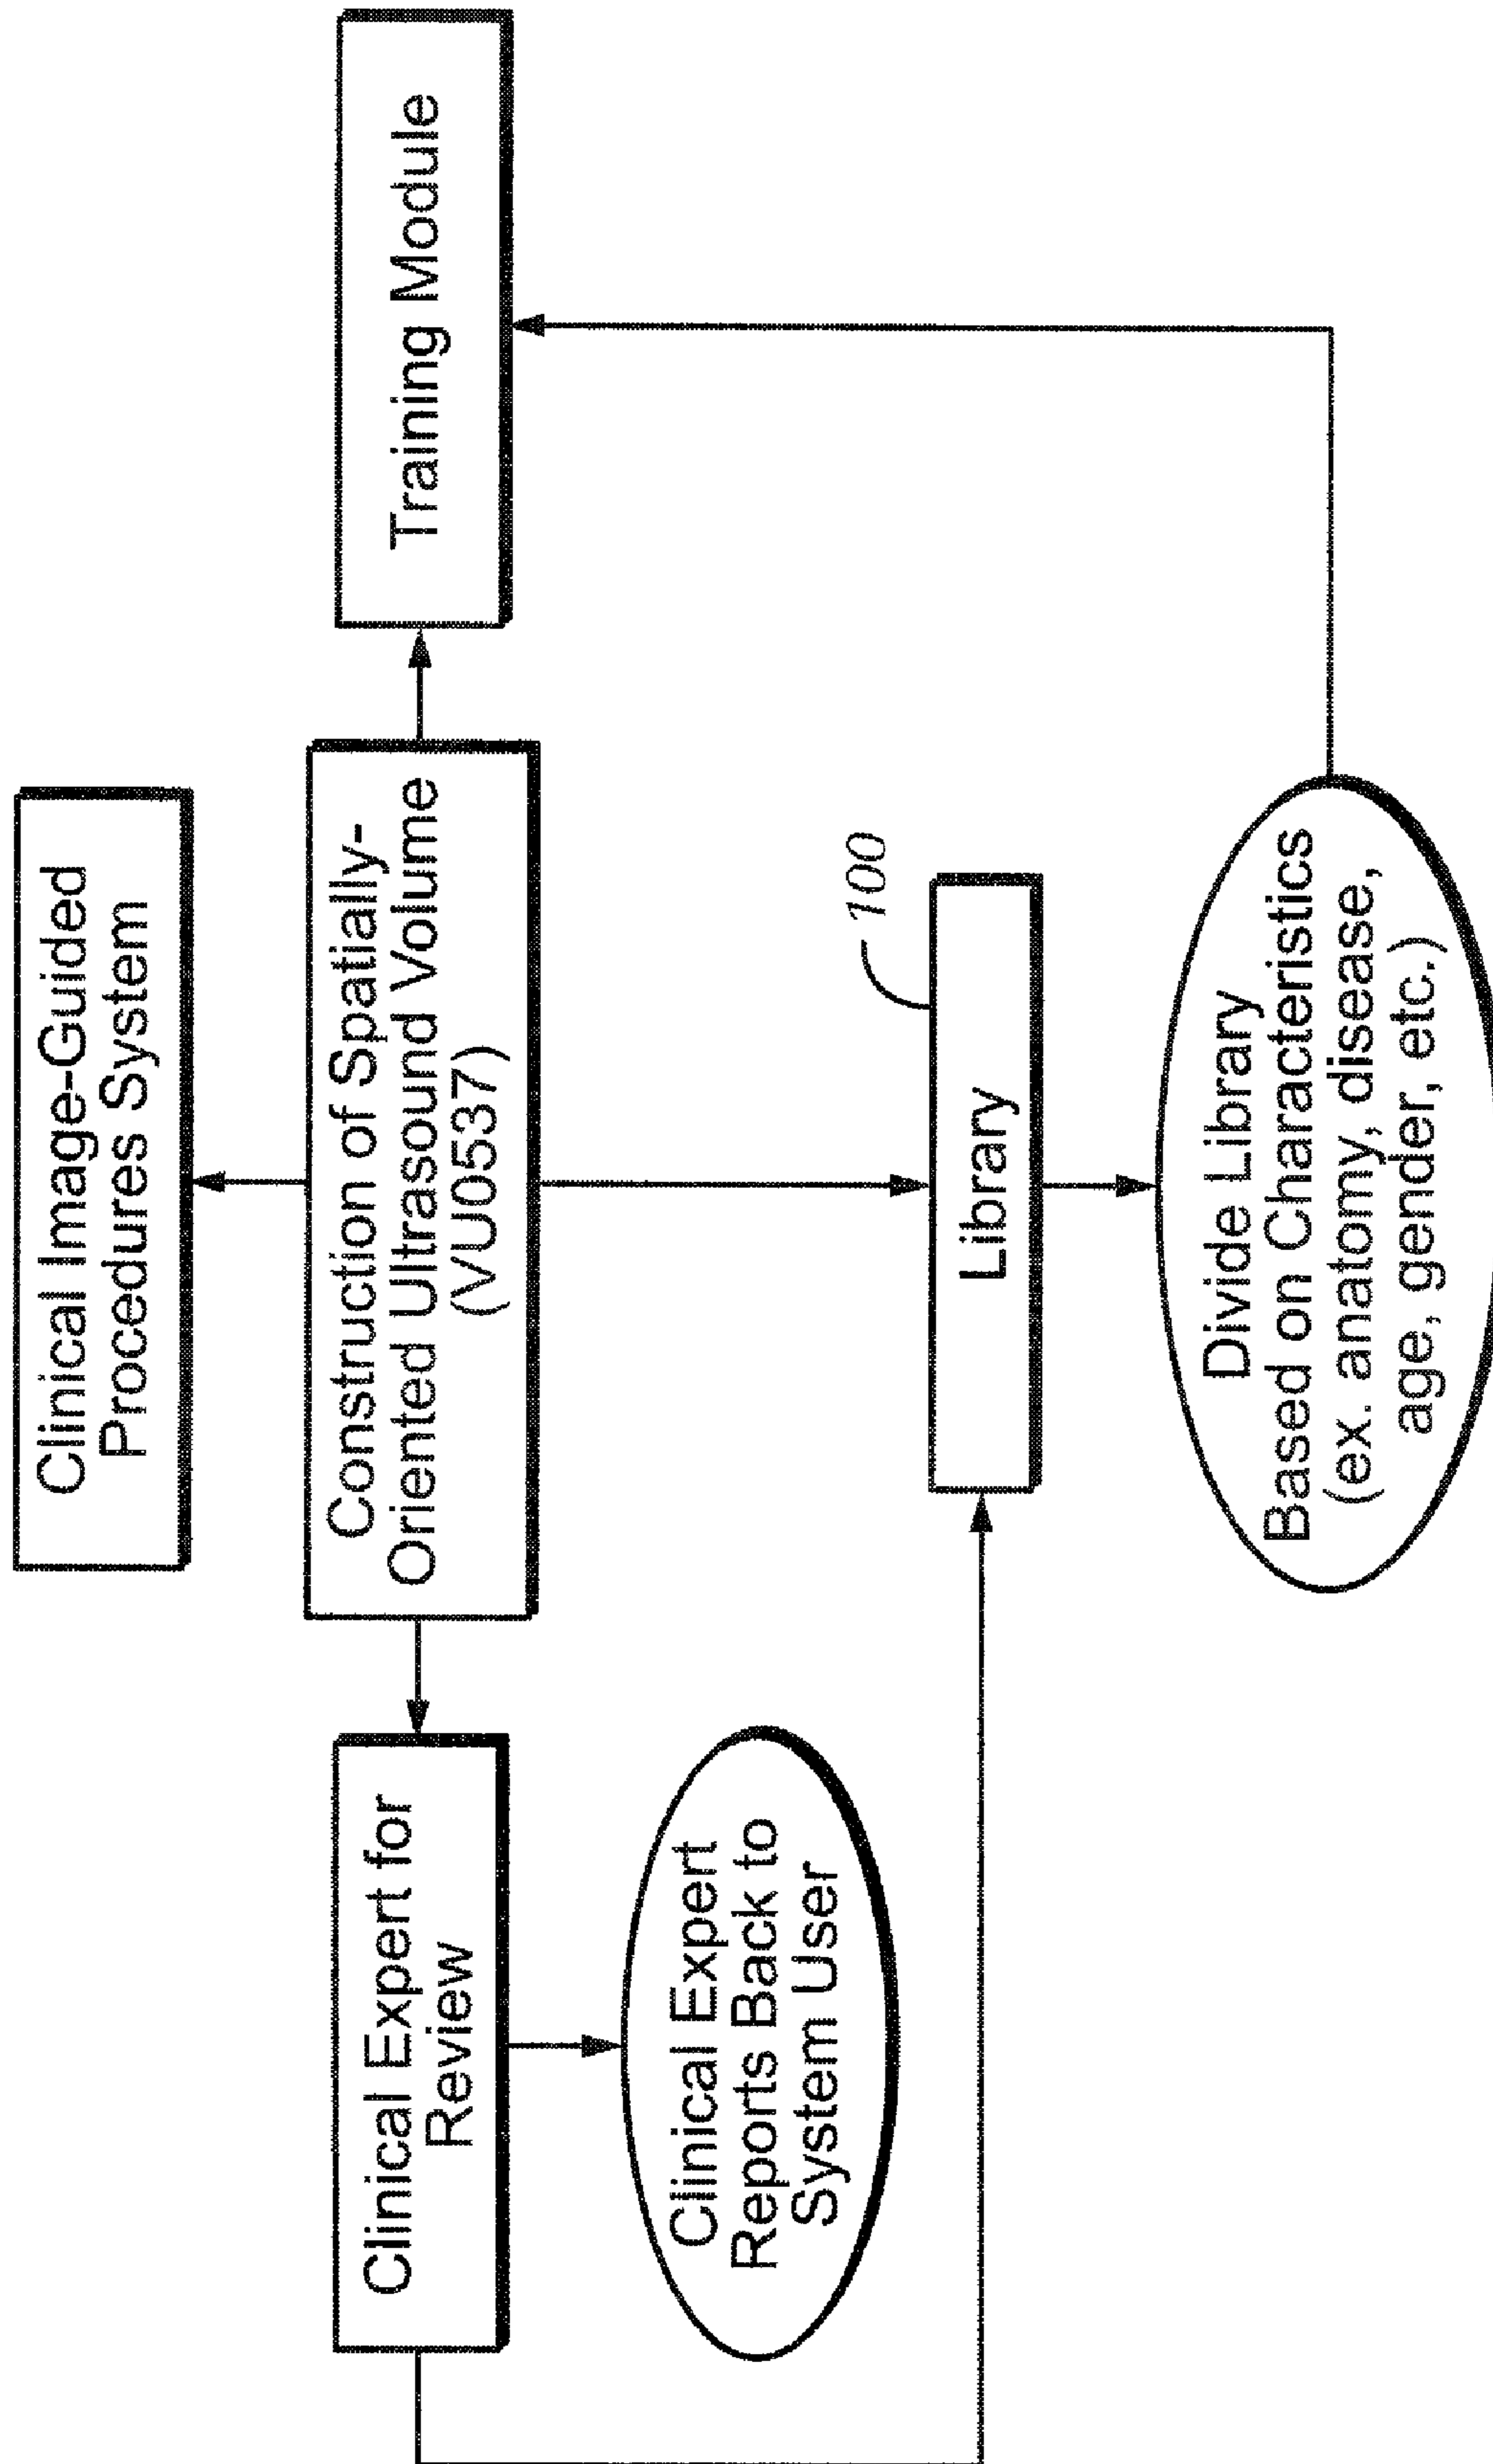 Clinical Image-Guided
Procedures System
Clinical Expert for
Review
Construction of Spatially-
Oriented Ultrasound Volume
(VU0537)
Training Module
Clinical Expert
Reports Back to
System User
100
Library
Divide Library
Based on Characteristics
(ex. anatomy, disease,
age, gender, etc.)